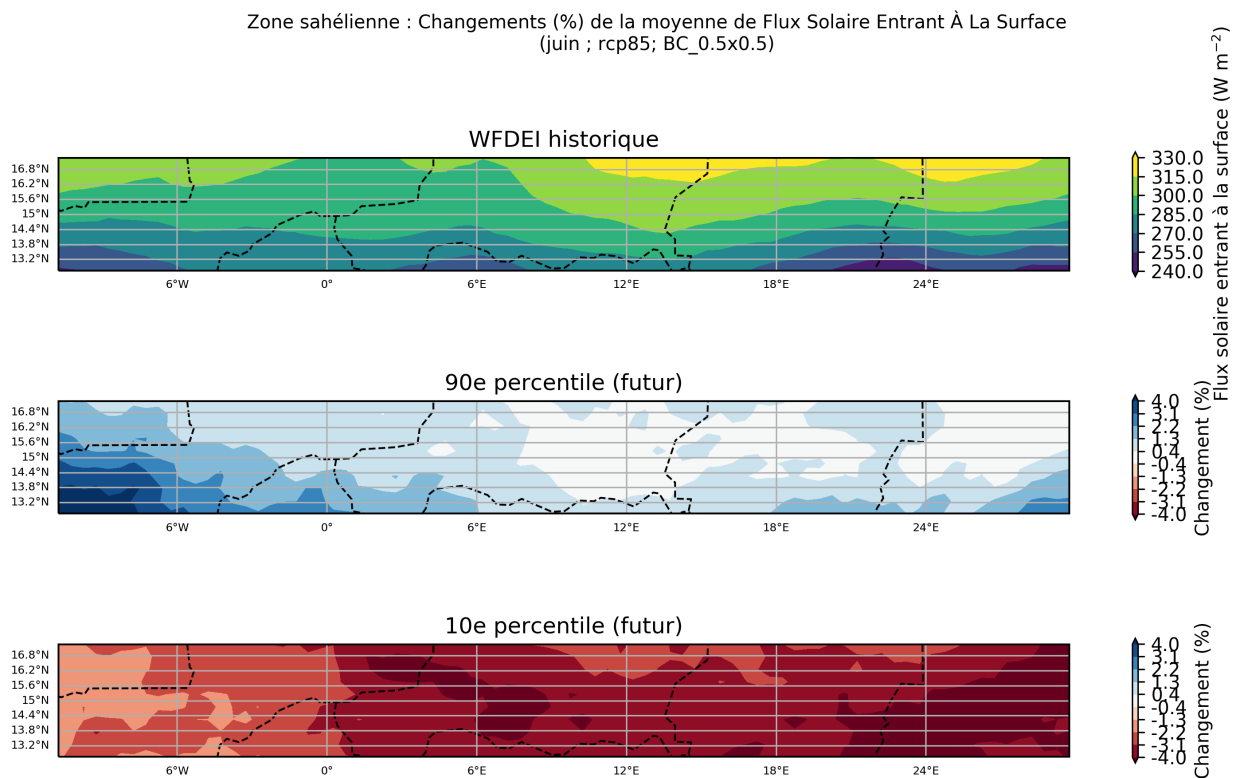 Zone sahélienne : Changements (%) de la moyenne de Flux Solaire Entrant À La Surface
(juin ; rcp85; BC_0.5x0.5)
WFDEI historique
16.8°N
16.2°N
15.6°N
15°N
14.4°N
13.8°N
13.2°N
6°W 0° 6°E 12°E 18°E 24°E
330.0
315.0
300.0
285.0
270.0
255.0
240.0
Flux solaire entrant à la surface (W m⁻²)
90e percentile (futur)
16.8°N
16.2°N
15.6°N
15°N
14.4°N
13.8°N
13.2°N
6°W 0° 6°E 12°E 18°E 24°E
4.0
3.1
2.2
1.3
0.4
-0.4
-1.3
-2.2
-3.1
-4.0
Changement (%)
10e percentile (futur)
16.8°N
16.2°N
15.6°N
15°N
14.4°N
13.8°N
13.2°N
6°W 0° 6°E 12°E 18°E 24°E
4.0
3.1
2.2
1.3
0.4
-0.4
-1.3
-2.2
-3.1
-4.0
Changement (%)